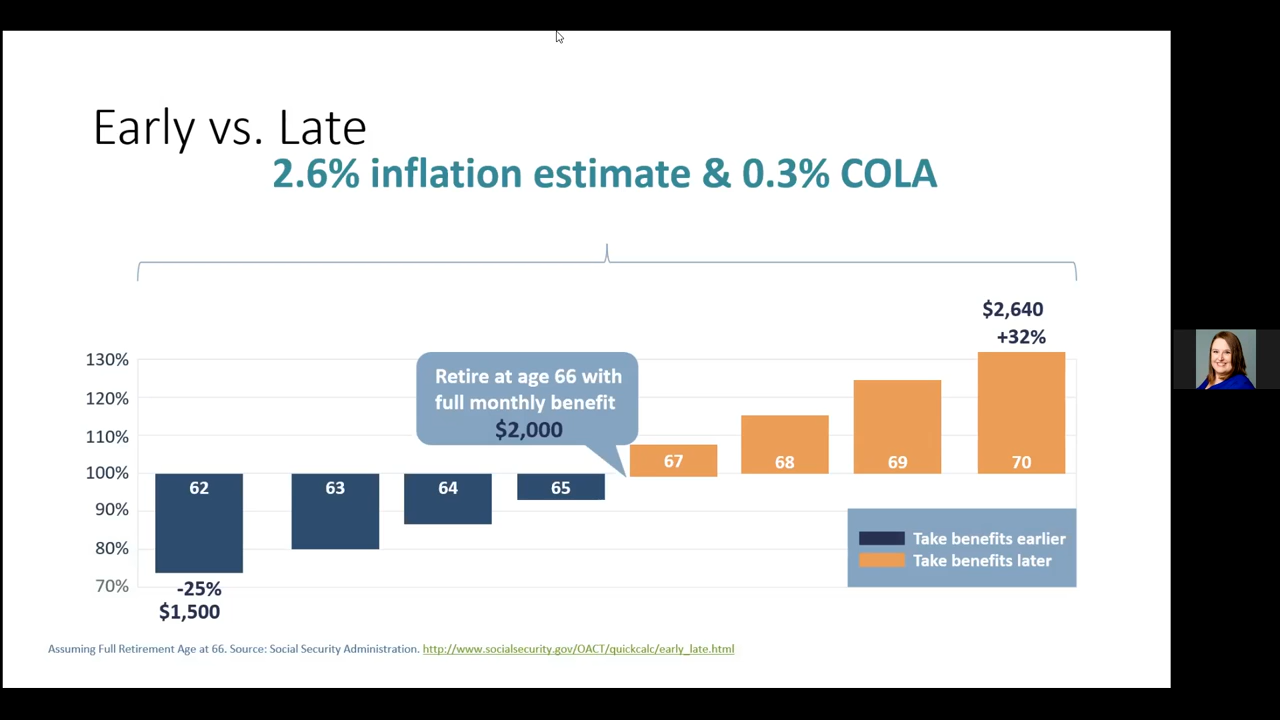 Early vs. Late
2.6% inflation estimate & 0.3% COLA
$2,640
+32%
130%
120%
110%
100%
90%
80%
70%
Retire at age 66 with
full monthly benefit
$2,000
62
63
64
65
67
68
69
70
-25%
$1,500
Take benefits earlier
Take benefits later
Assuming Full Retirement Age at 66. Source: Social Security Administration. http://www.socialsecurity.gov/OACT/quickcalc/early_late.html